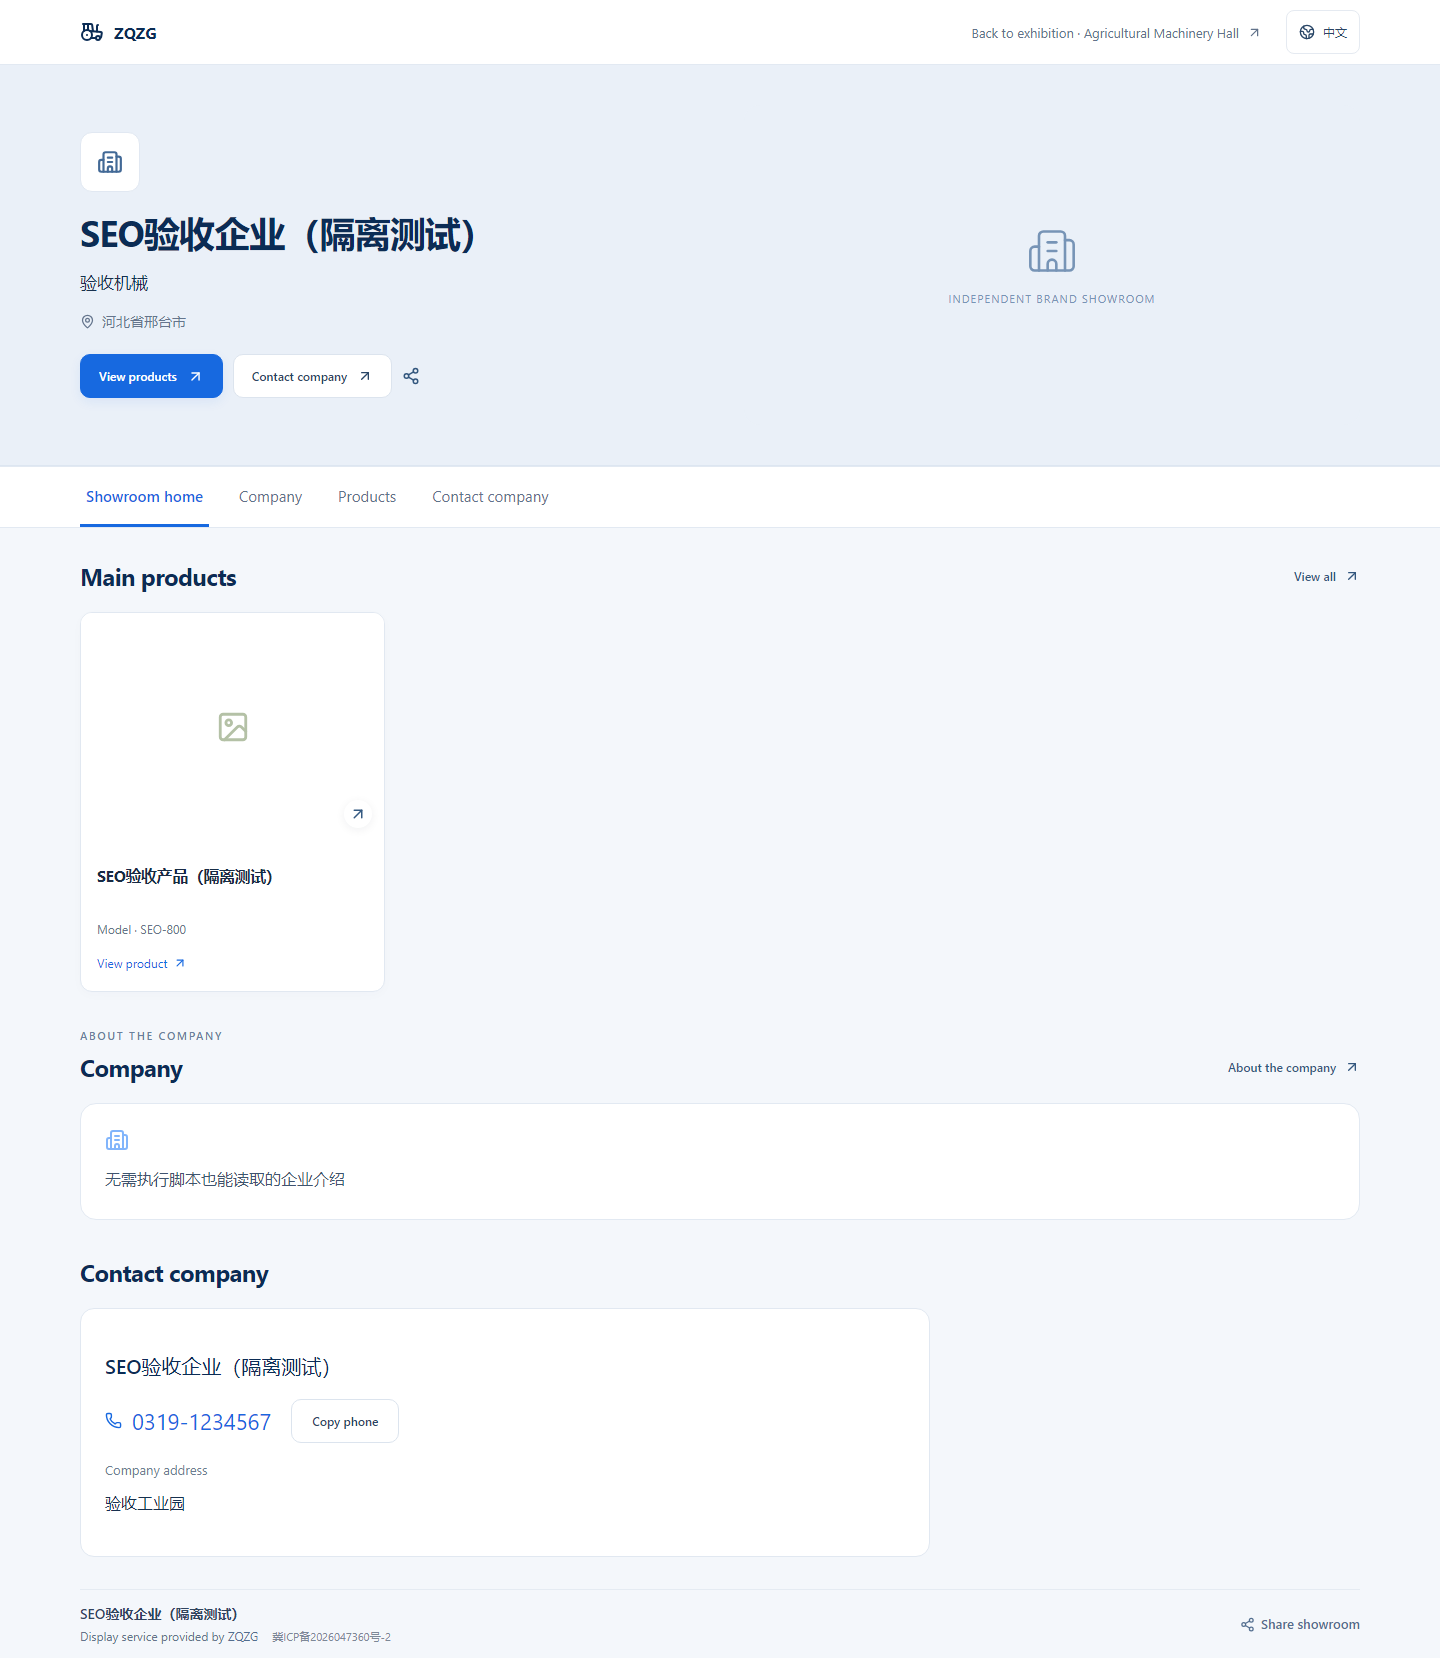 ZQZG
Back to exhibition · Agricultural Machinery Hall
中文
SEO验收企业（隔离测试）
验收机械
河北省邢台市
View products
Contact company
INDEPENDENT BRAND SHOWROOM
Showroom home
Company
Products
Contact company
Main products
View all
SEO验收产品（隔离测试）
Model · SEO-800
View product
ABOUT THE COMPANY
Company
About the company
无需执行脚本也能读取的企业介绍
Contact company
SEO验收企业（隔离测试）
0319-1234567
Copy phone
Company address
验收工业园
SEO验收企业（隔离测试）
Display service provided by ZQZG 冀ICP备2026047360号-2
Share showroom